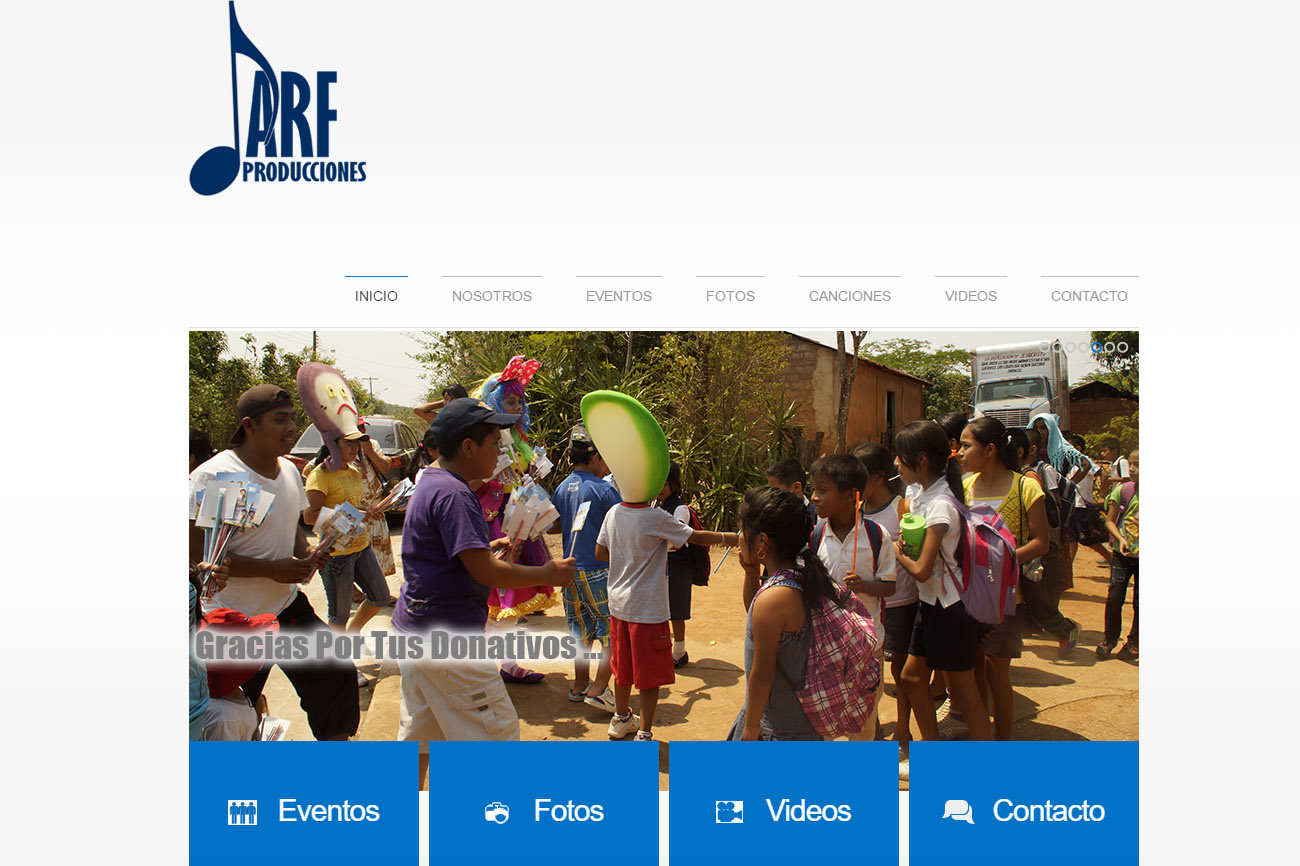 ARF
PRODUCCIONES
INICIO NOSOTROS EVENTOS FOTOS CANCIONES VIDEOS CONTACTO
Gracias Por Tus Donativos ...
Eventos Fotos Videos Contacto